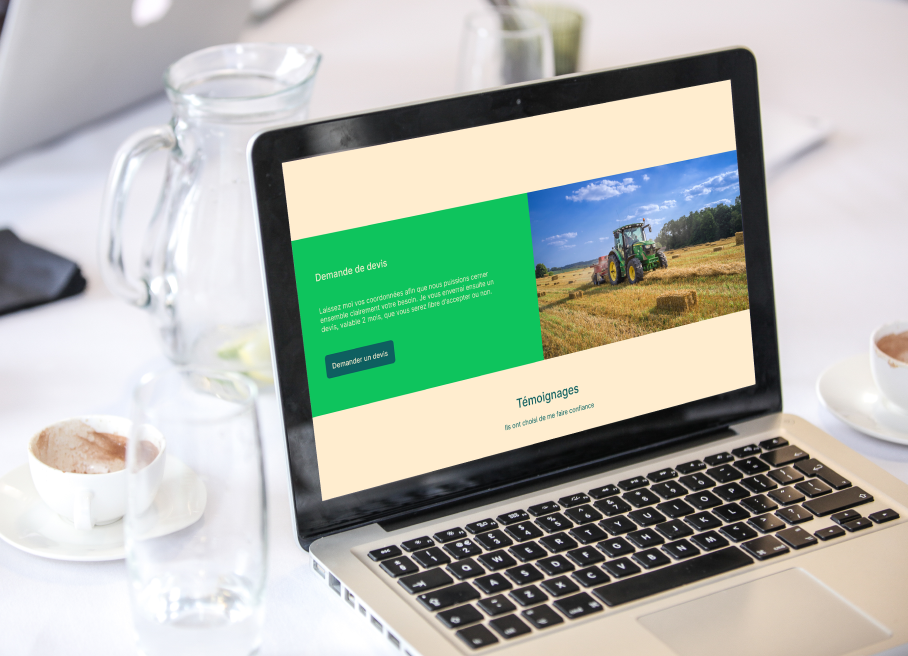 Demande de devis
Laissez moi vos coordonnées afin que nous puissions cerner
ensemble clairement votre besoin. Je vous enverrai ensuite un
devis, valable 2 mois, que vous serez libre d'accepter ou non.
Demander un devis
Témoignages
Ils ont choisi de me faire confiance